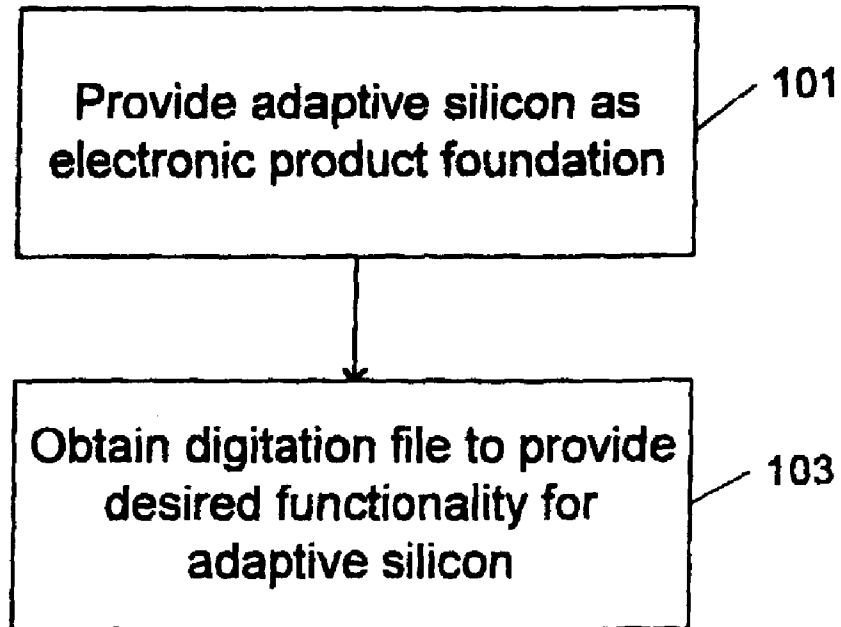 Provide adaptive silicon as
electronic product foundation
101
Obtain digitation file to provide
desired functionality for
adaptive silicon
103